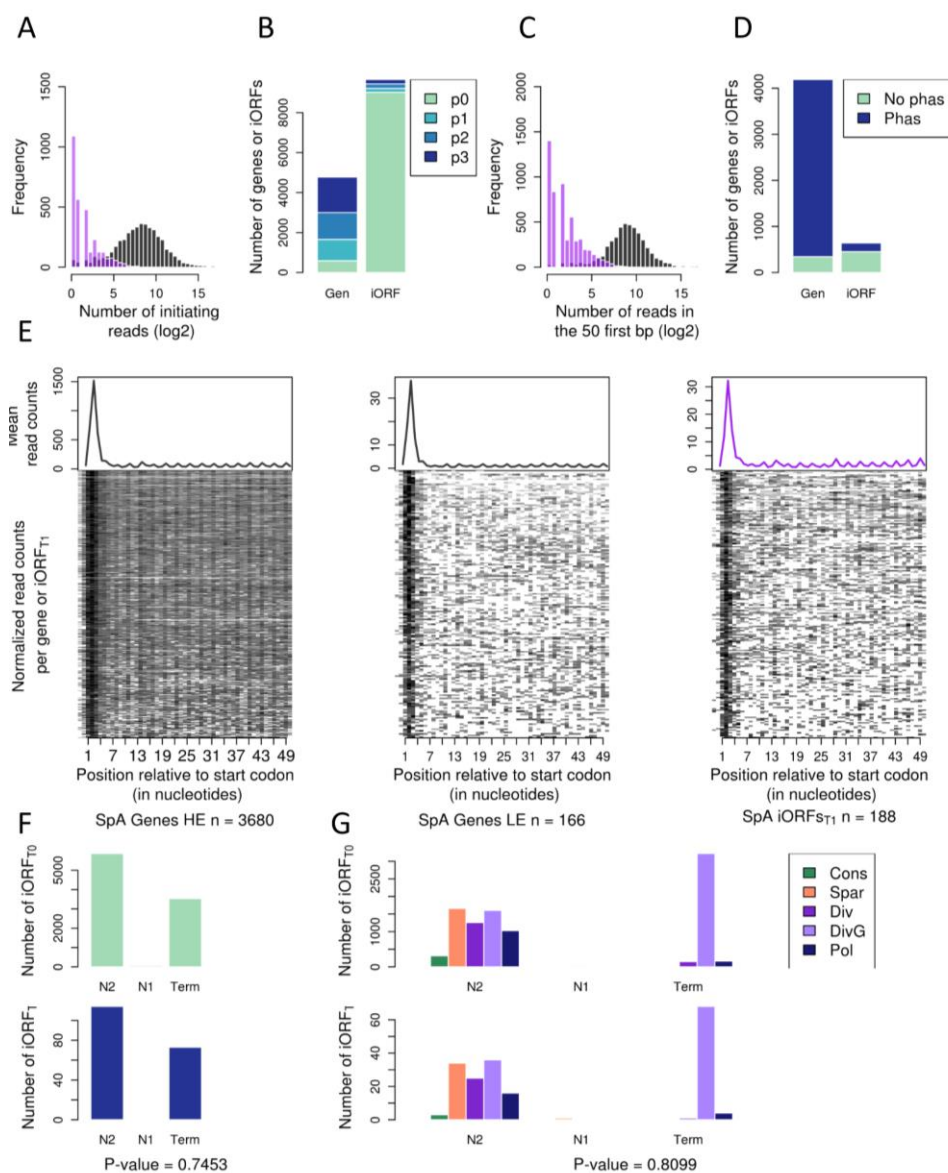 A
B
C
D
Frequency
0
500
1000
1500
0
5
10
15
Number of initiating
reads (log2)
Number of genes or iORFs
0
2000
4000
6000
8000
Gen
iORF
p0
p1
p2
p3
Frequency
0
500
1000
1500
2000
0
5
10
15
Number of reads in
the 50 first bp (log2)
Number of genes or iORFs
0
1000
2000
3000
4000
Gen
iORF
No phas
Phas
E
Mean
read counts
0
500
1500
0
10
30
0
10
20
30
Normalized read counts
per gene or iORFT1
1 7 13 19 25 31 37 43 49
Position relative to start codon
(in nucleotides)
SpA Genes HE n = 3680
1 7 13 19 25 31 37 43 49
Position relative to start codon
(in nucleotides)
SpA Genes LE n = 166
1 7 13 19 25 31 37 43 49
Position relative to start codon
(in nucleotides)
SpA iORFsT1 n = 188
F
Number of iORFT0
0
2000
5000
N2 N1 Term
Number of iORFT
0
40
80
N2 N1 Term
P-value = 0.7453
G
Number of iORFT0
0
1000
2500
N2 N1 Term
Cons
Spar
Div
DivG
Pol
Number of iORFT
0
20
40
60
N2 N1 Term
P-value = 0.8099